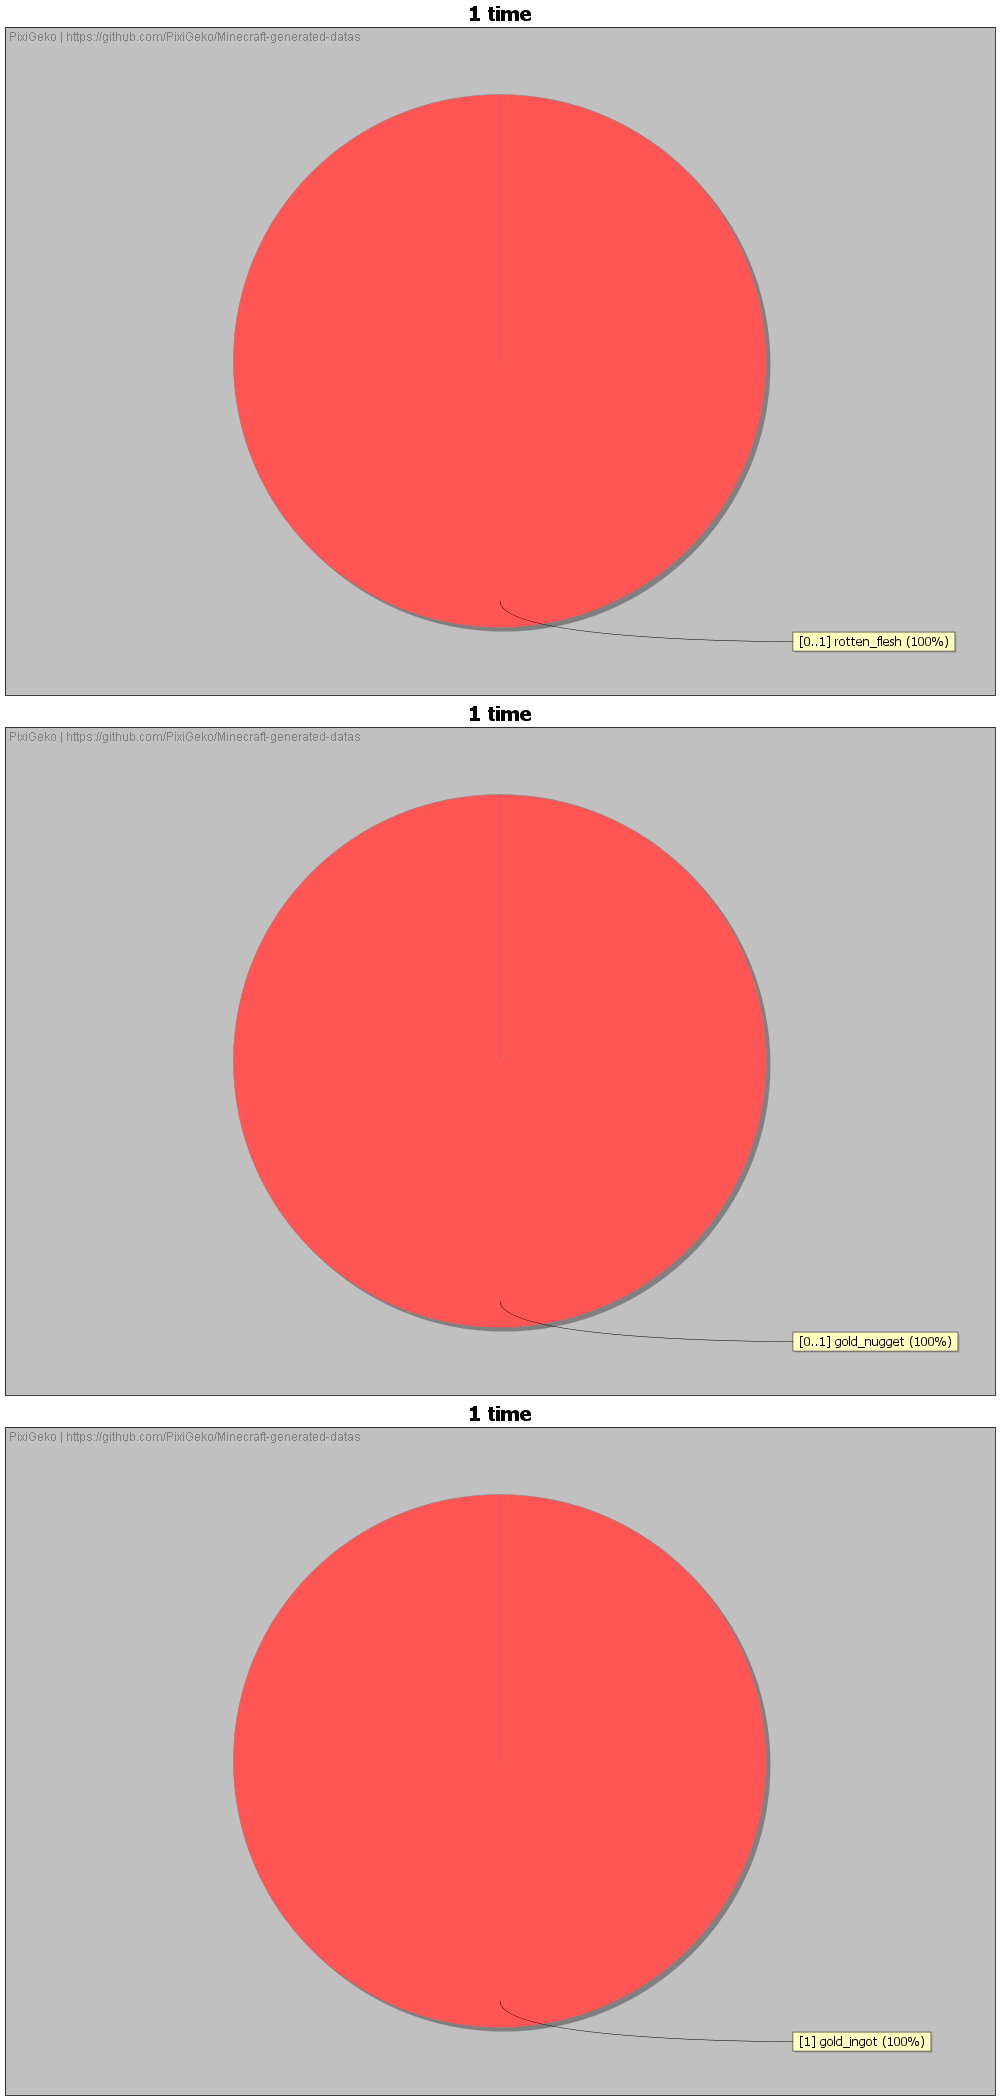 1 time
PixiGeko | https://github.com/PixiGeko/Minecraft-generated-datas
[0..1] rotten_flesh (100%)
1 time
PixiGeko | https://github.com/PixiGeko/Minecraft-generated-datas
[0..1] gold_nugget (100%)
1 time
PixiGeko | https://github.com/PixiGeko/Minecraft-generated-datas
[1] gold_ingot (100%)